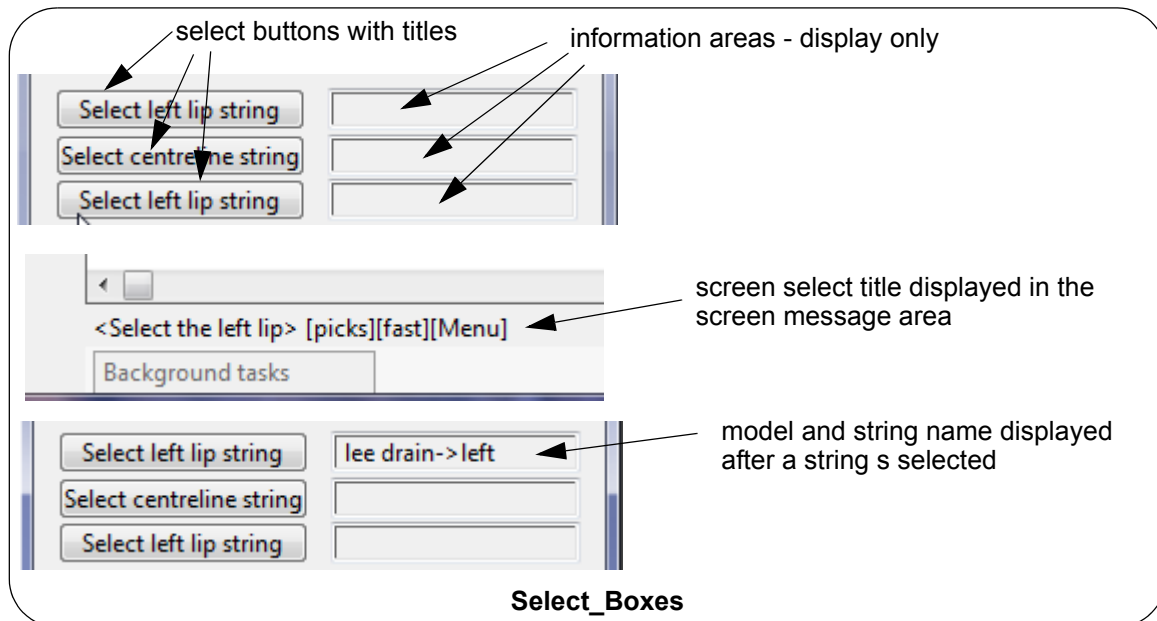 select buttons with titles
information areas - display only
Select left lip string
Select centreline string
Select left lip string
<Select the left lip> [picks][fast][Menu]
screen select title displayed in the
screen message area
Background tasks
Select left lip string
lee drain->left
model and string name displayed
after a string s selected
Select centreline string
Select left lip string
Select_Boxes